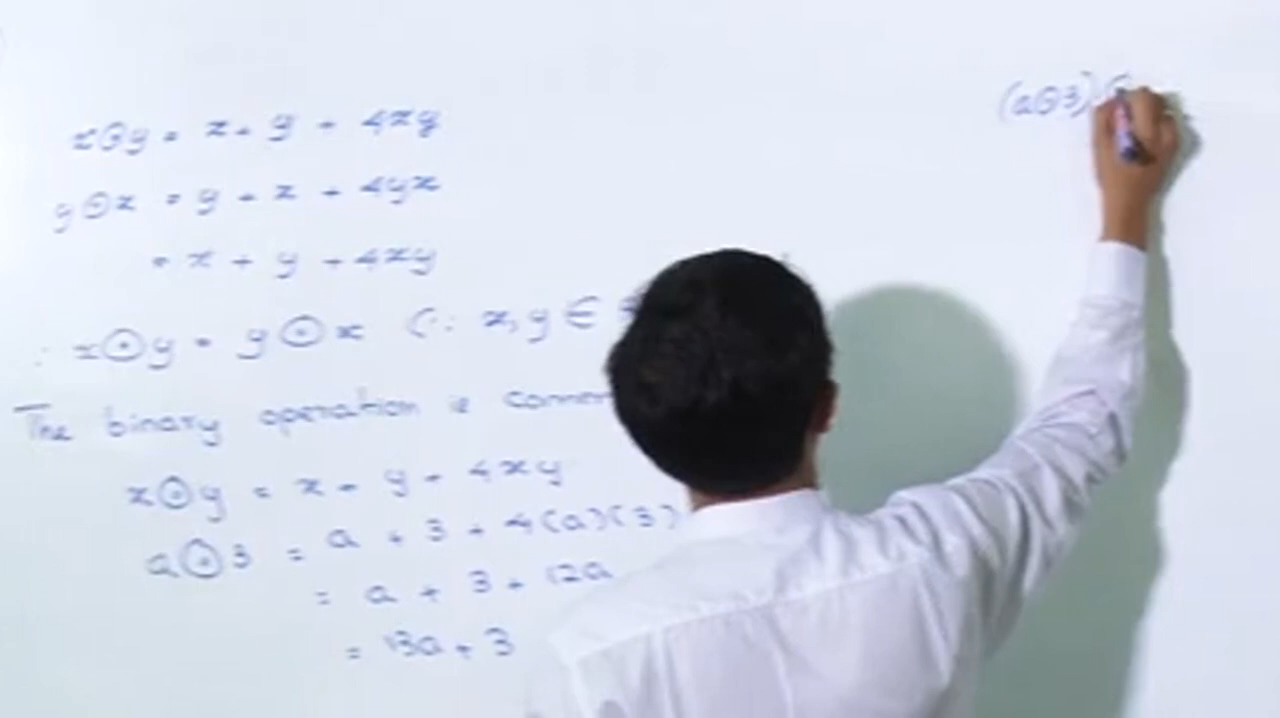 x⊙y = x + y + 4xy
y⊙x = y + x + 4yx
= x + y + 4xy
∴ x⊙y = y⊙x (∵ x, y ∈
The binary operation is
x⊙y = x + y + 4xy
a⊙3 = a + 3 + 4(a)(3)
= a + 3 + 12a
= 13a + 3
(a⊙3)